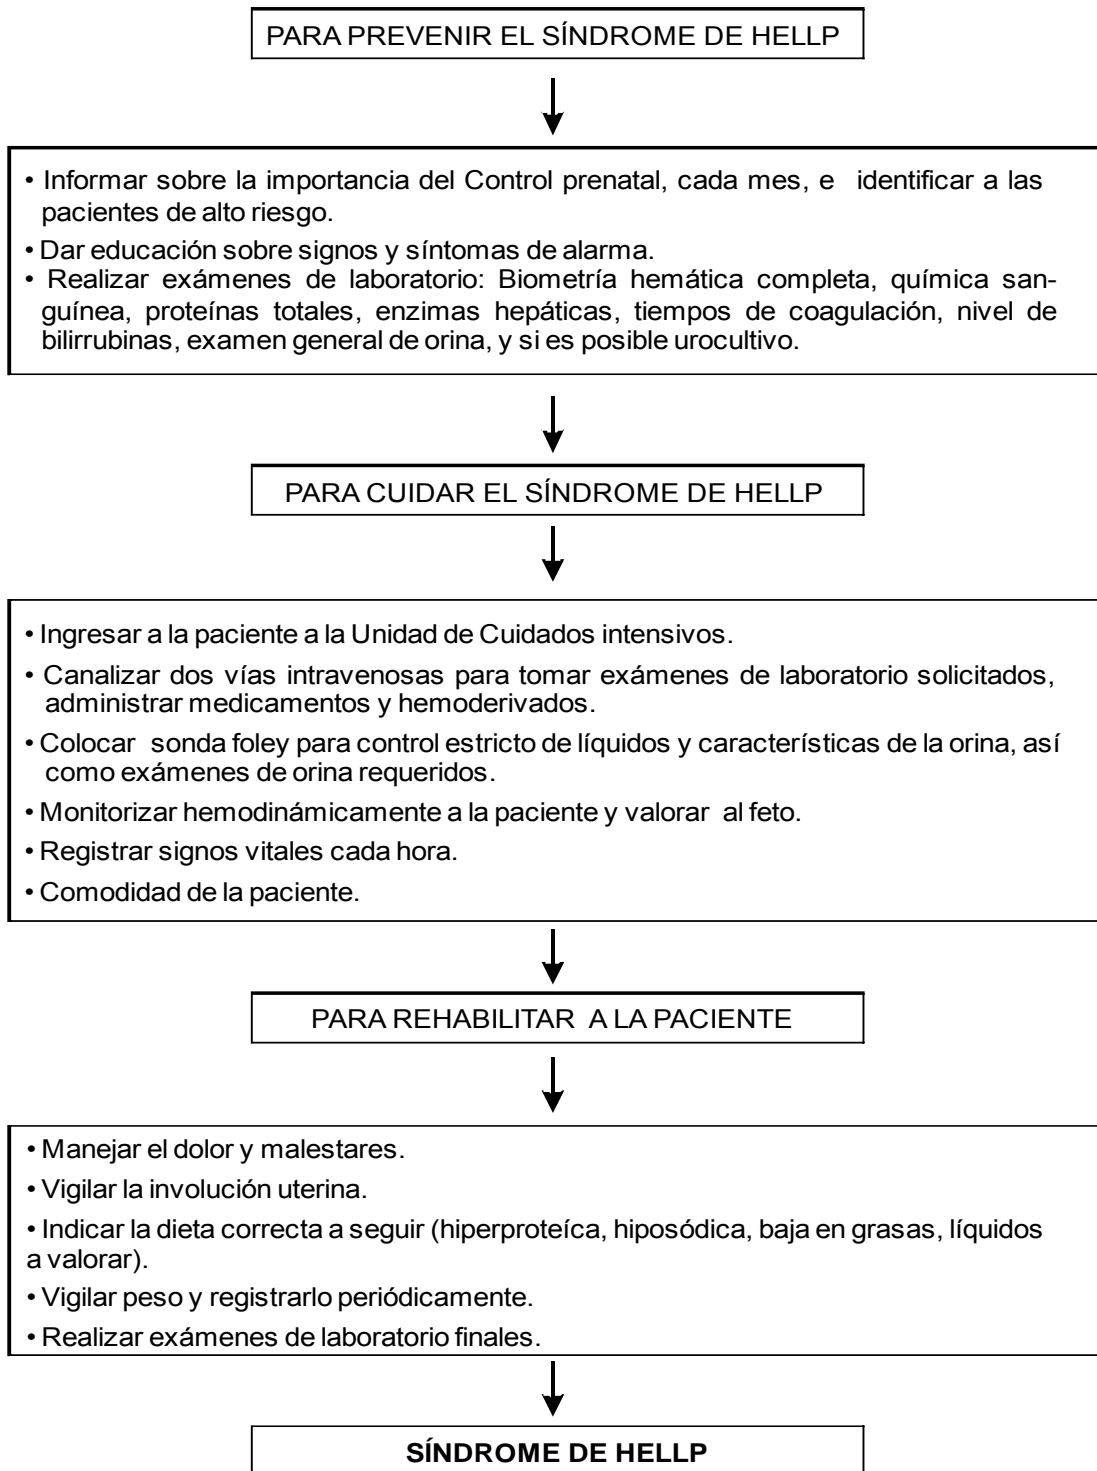 PARA PREVENIR EL SÍNDROME DE HELLP
• Informar sobre la importancia del Control prenatal, cada mes, e identificar a las
pacientes de alto riesgo.
• Dar educación sobre signos y síntomas de alarma.
• Realizar exámenes de laboratorio: Biometría hemática completa, química san-
guínea, proteínas totales, enzimas hepáticas, tiempos de coagulación, nivel de
bilirrubinas, examen general de orina, y si es posible urocultivo.
PARA CUIDAR EL SÍNDROME DE HELLP
• Ingresar a la paciente a la Unidad de Cuidados intensivos.
• Canalizar dos vías intravenosas para tomar exámenes de laboratorio solicitados,
administrar medicamentos y hemoderivados.
• Colocar sonda foley para control estricto de líquidos y características de la orina, así
como exámenes de orina requeridos.
• Monitorizar hemodinámicamente a la paciente y valorar al feto.
• Registrar signos vitales cada hora.
• Comodidad de la paciente.
PARA REHABILITAR A LA PACIENTE
• Manejar el dolor y malestares.
• Vigilar la involución uterina.
• Indicar la dieta correcta a seguir (hiperproteíca, hiposódica, baja en grasas, líquidos
a valorar).
• Vigilar peso y registrarlo periódicamente.
• Realizar exámenes de laboratorio finales.
SÍNDROME DE HELLP